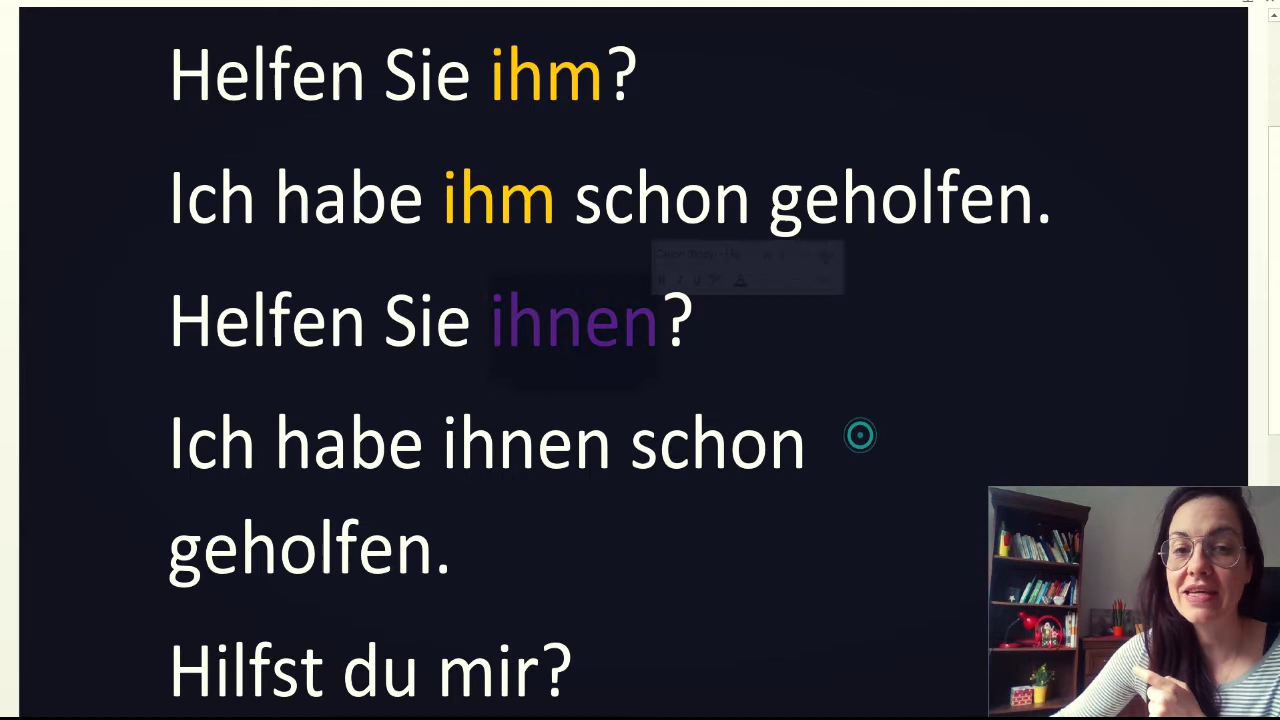 Helfen Sie ihm?
Ich habe ihm schon geholfen.
Helfen Sie ihnen?
Ich habe ihnen schon
geholfen.
Hilfst du mir?